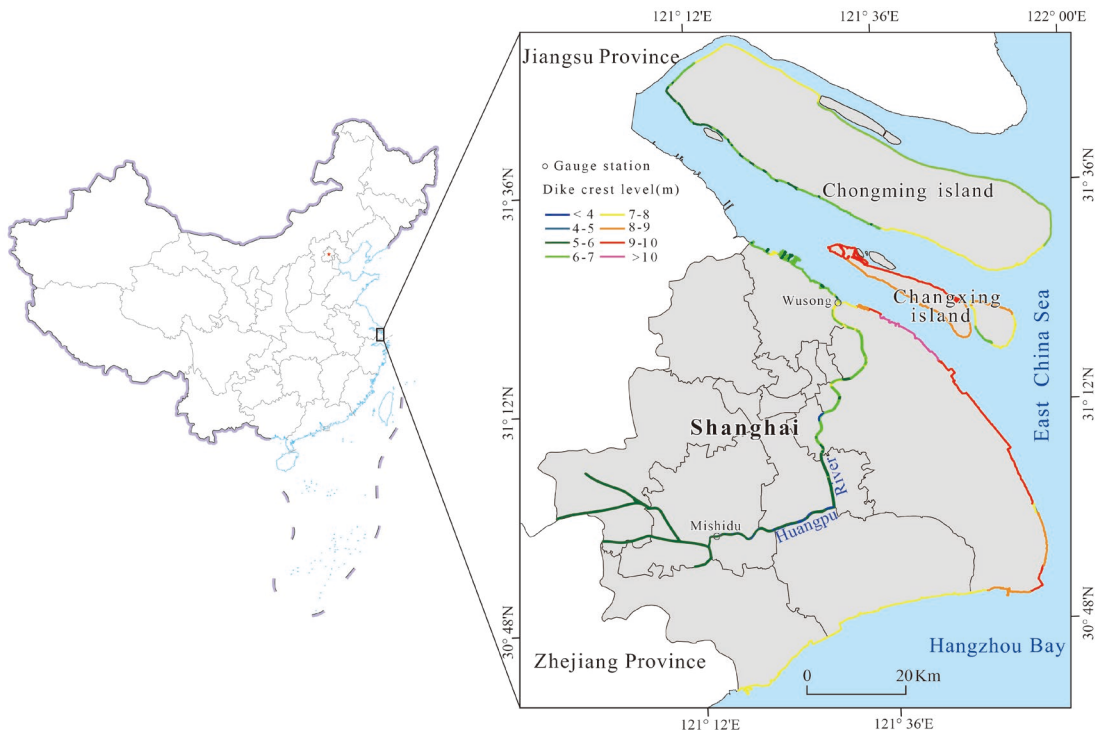 121° 12'E 121° 36'E 122° 00'E
Jiangsu Province
31° 36'N
31° 36'N
Gauge station
Dike crest level(m)
< 4 7-8
4-5 8-9
5-6 9-10
6-7 >10
Chongming island
Wusong
Changxing
island
East China Sea
31° 12'N
31° 12'N
Shanghai
Huangpu River
Mishidu
30° 48'N
30° 48'N
Hangzhou Bay
Zhejiang Province
0 20 Km
121° 12'E 121° 36'E